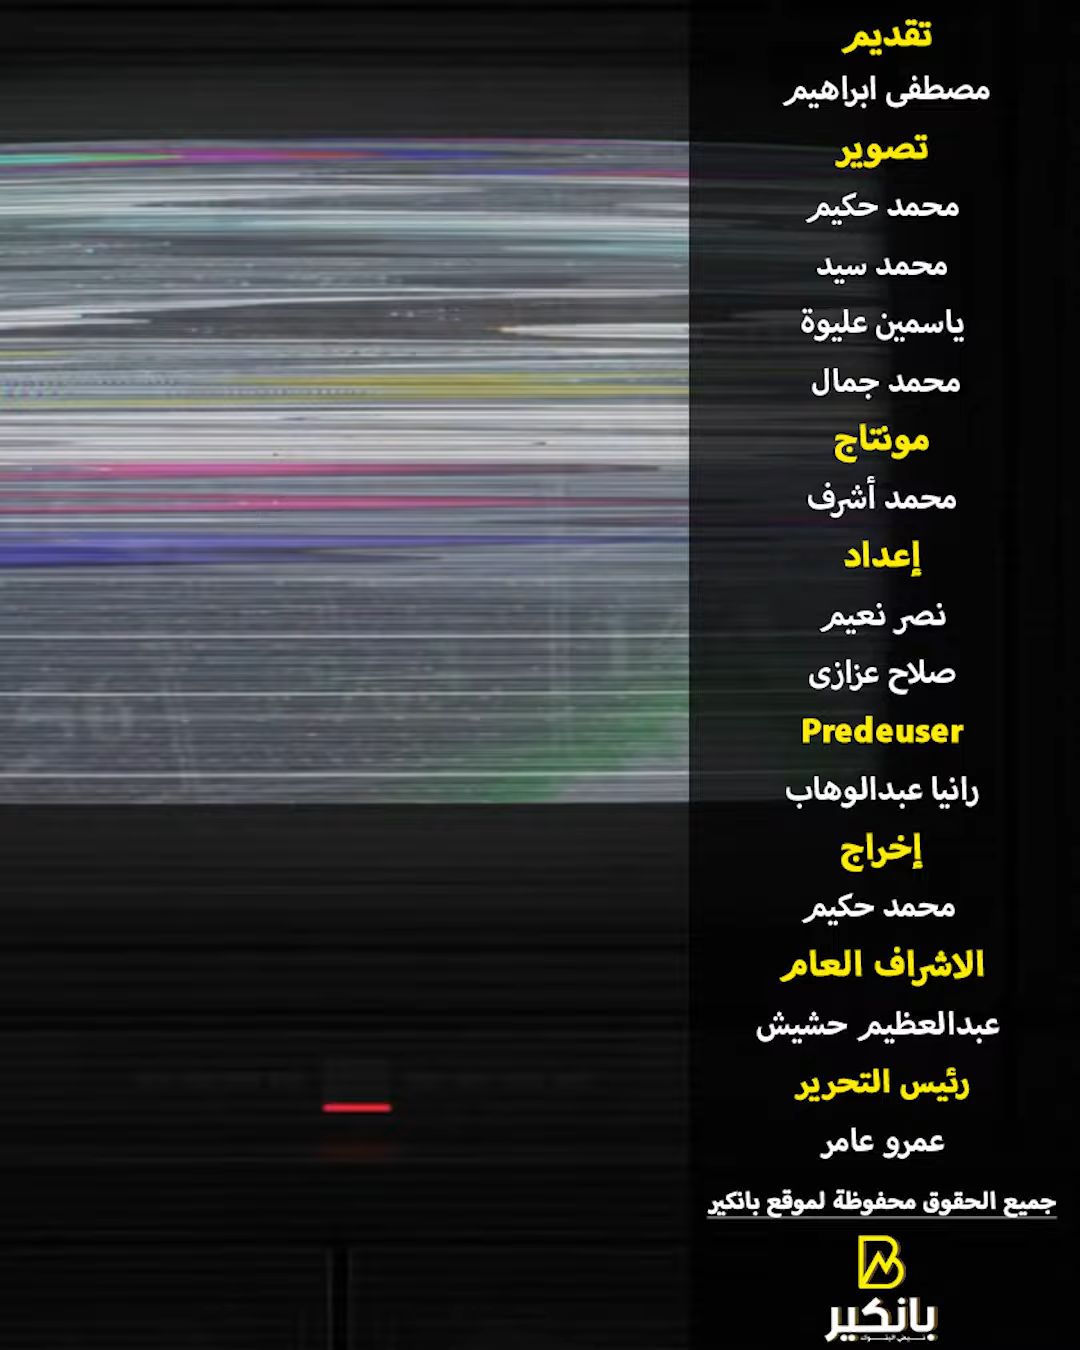 تقديم
مصطفى ابراهيم
تصوير
محمد حكيم
محمد سيد
ياسمين عليوة
محمد جمال
مونتاج
محمد أشرف
إعداد
نصر نعيم
صلاح عزازى
Predeuser
رانيا عبدالوهاب
إخراج
محمد حكيم
الاشراف العام
عبدالعظيم حشيش
رئيس التحرير
عمرو عامر
جميع الحقوق محفوظة لموقع بانكير
بانكير
نبض البنوك